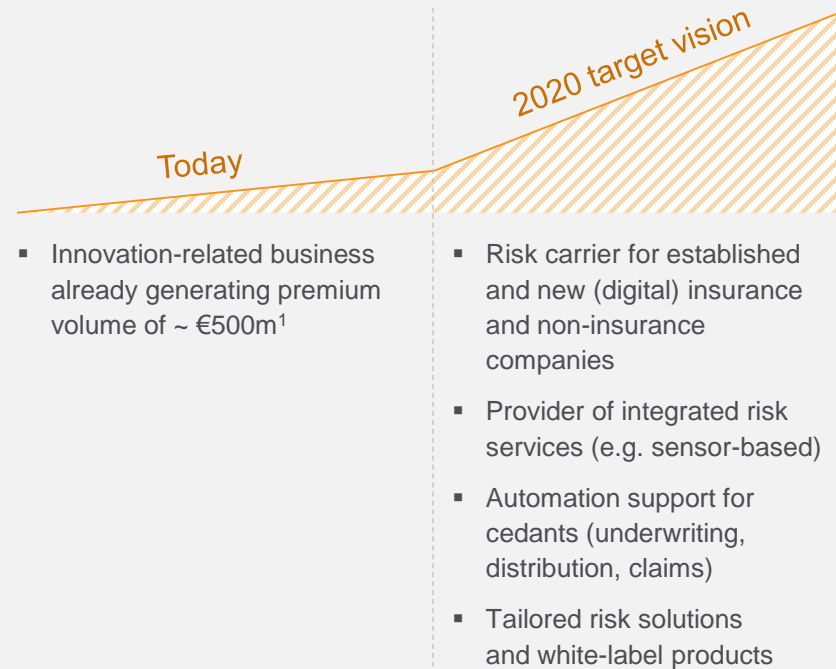 2020 target vision
Today
▪ Innovation-related business
already generating premium
volume of ~ €500m¹
▪ Risk carrier for established
and new (digital) insurance
and non-insurance
companies
▪ Provider of integrated risk
services (e.g. sensor-based)
▪ Automation support for
cedants (underwriting,
distribution, claims)
▪ Tailored risk solutions
and white-label products